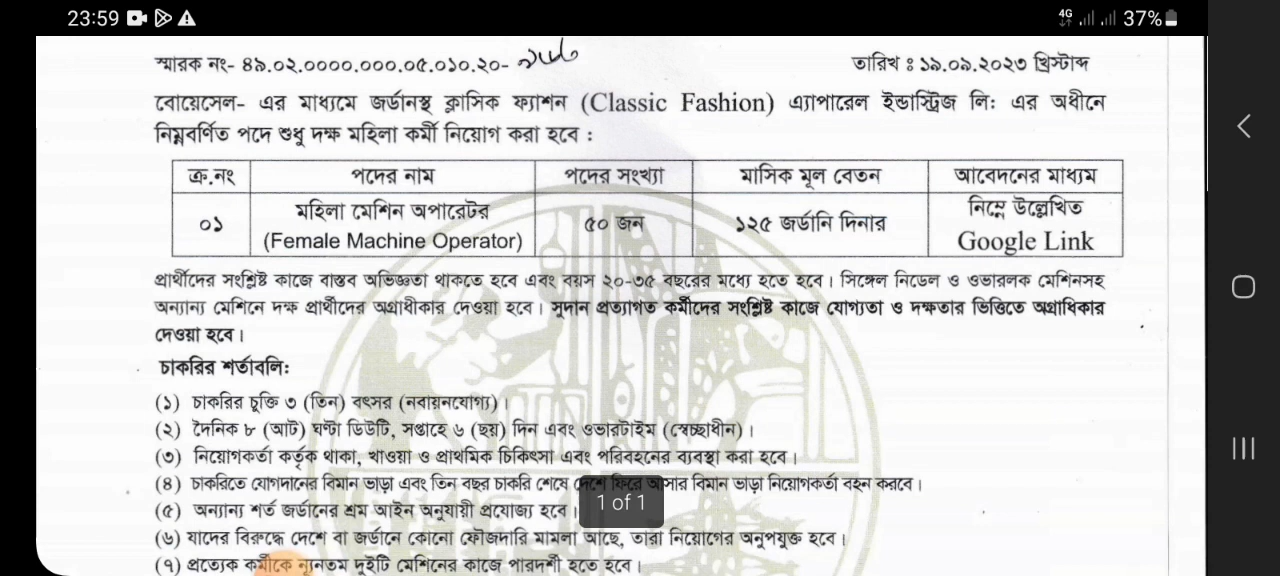 23:59
4G 37%
স্মারক নং- ৪৯.০২.০০০০.০০০.০৫.০১০.২০-
তারিখ ঃ ১৯.০৯.২০২৩ খ্রিস্টাব্দ
বোয়েসেল- এর মাধ্যমে জর্ডানস্থ ক্লাসিক ফ্যাশন (Classic Fashion) এ্যাপারেল ইন্ডাস্ট্রিজ লিঃ এর অধীনে
নিম্নবর্ণিত পদে শুধু দক্ষ মহিলা কর্মী নিয়োগ করা হবে :
ক্র.নং পদের নাম পদের সংখ্যা মাসিক মূল বেতন আবেদনের মাধ্যম
০১ মহিলা মেশিন অপারেটর ৫০ জন ১২৫ জর্ডানি দিনার নিম্নে উল্লেখিত
(Female Machine Operator) Google Link
প্রার্থীদের সংশ্লিষ্ট কাজে বাস্তব অভিজ্ঞতা থাকতে হবে এবং বয়স ২০-৩৫ বছরের মধ্যে হতে হবে। সিঙ্গেল নিডেল ও ওভারলক মেশিনসহ
অন্যান্য মেশিনে দক্ষ প্রার্থীদের অগ্রাধীকার দেওয়া হবে। সুদান প্রত্যাগত কর্মীদের সংশ্লিষ্ট কাজে যোগ্যতা ও দক্ষতার ভিত্তিতে অগ্রাধিকার
দেওয়া হবে।
চাকরির শর্তাবলি:
(১) চাকরির চুক্তি ৩ (তিন) বৎসর (নবায়নযোগ্য)।
(২) দৈনিক ৮ (আট) ঘণ্টা ডিউটি, সপ্তাহে ৬ (ছয়) দিন এবং ওভারটাইম (স্বেচ্ছাধীন)।
(৩) নিয়োগকর্তা কর্তৃক থাকা, খাওয়া ও প্রাথমিক চিকিৎসা এবং পরিবহনের ব্যবস্থা করা হবে।
(৪) চাকরিতে যোগদানের বিমান ভাড়া এবং তিন বছর চাকরি শেষে দেশে ফিরে আসার বিমান ভাড়া নিয়োগকর্তা বহন করবে।
(৫) অন্যান্য শর্ত জর্ডানের শ্রম আইন অনুযায়ী প্রযোজ্য হবে।
1 of 1
(৬) যাদের বিরুদ্ধে দেশে বা জর্ডানে কোনো ফৌজদারি মামলা আছে, তারা নিয়োগের অনুপযুক্ত হবে।
(৭) প্রত্যেক কর্মীকে ন্যূনতম দুইটি মেশিনের কাজে পারদর্শী হতে হবে।